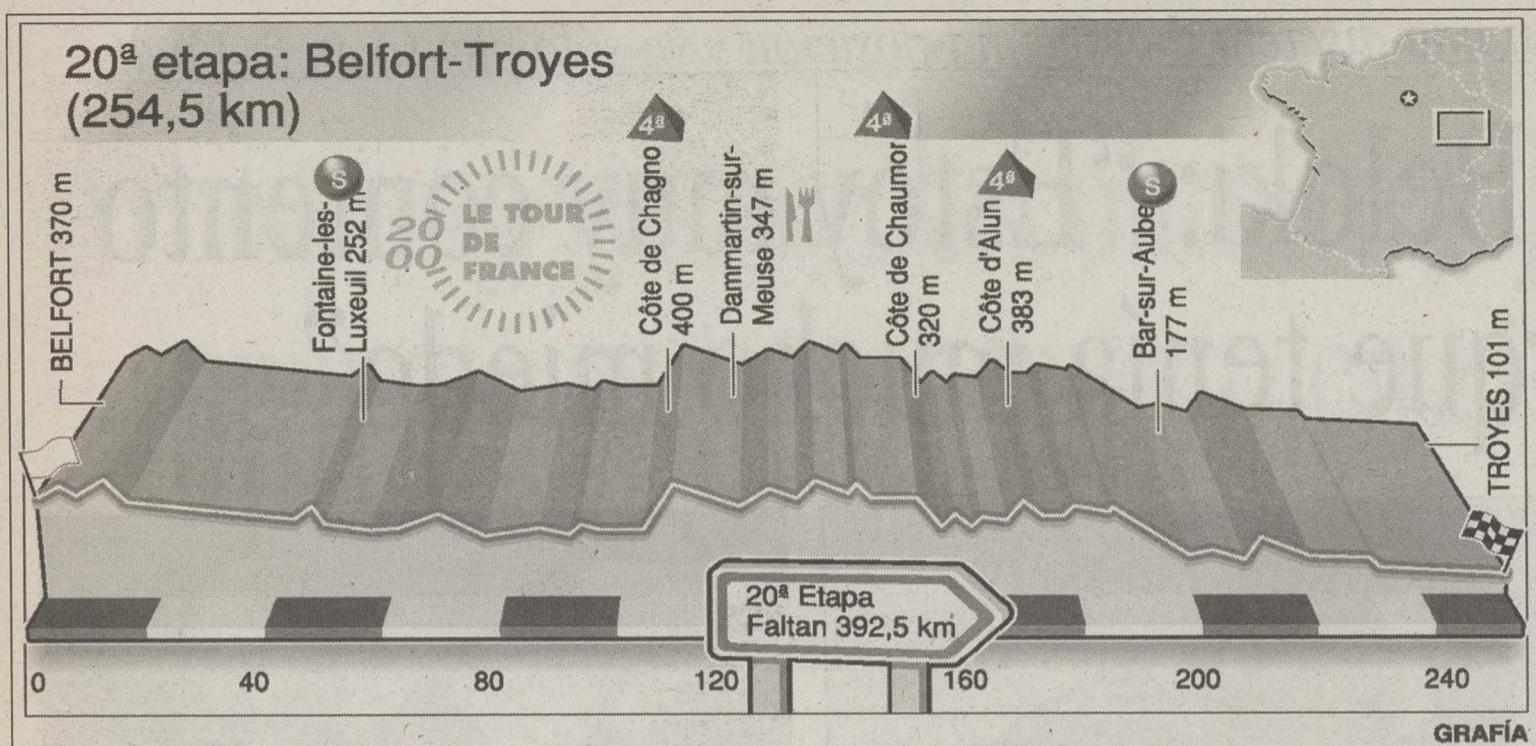 20ª etapa: Belfort-Troyes
(254,5 km)
BELFORT 370 m
S
Fontaine-les-
Luxeuil 252 m
2000
LE TOUR
DE
FRANCE
4ª
Côte de Chagno
400 m
Dammartin-sur-
Meuse 347 m
4ª
Côte de Chaumor
320 m
4ª
Côte d'Alun
383 m
S
Bar-sur-Aube
177 m
TROYES 101 m
20ª Etapa
Faltan 392,5 km
0 40 80 120 160 200 240
GRAFÍA